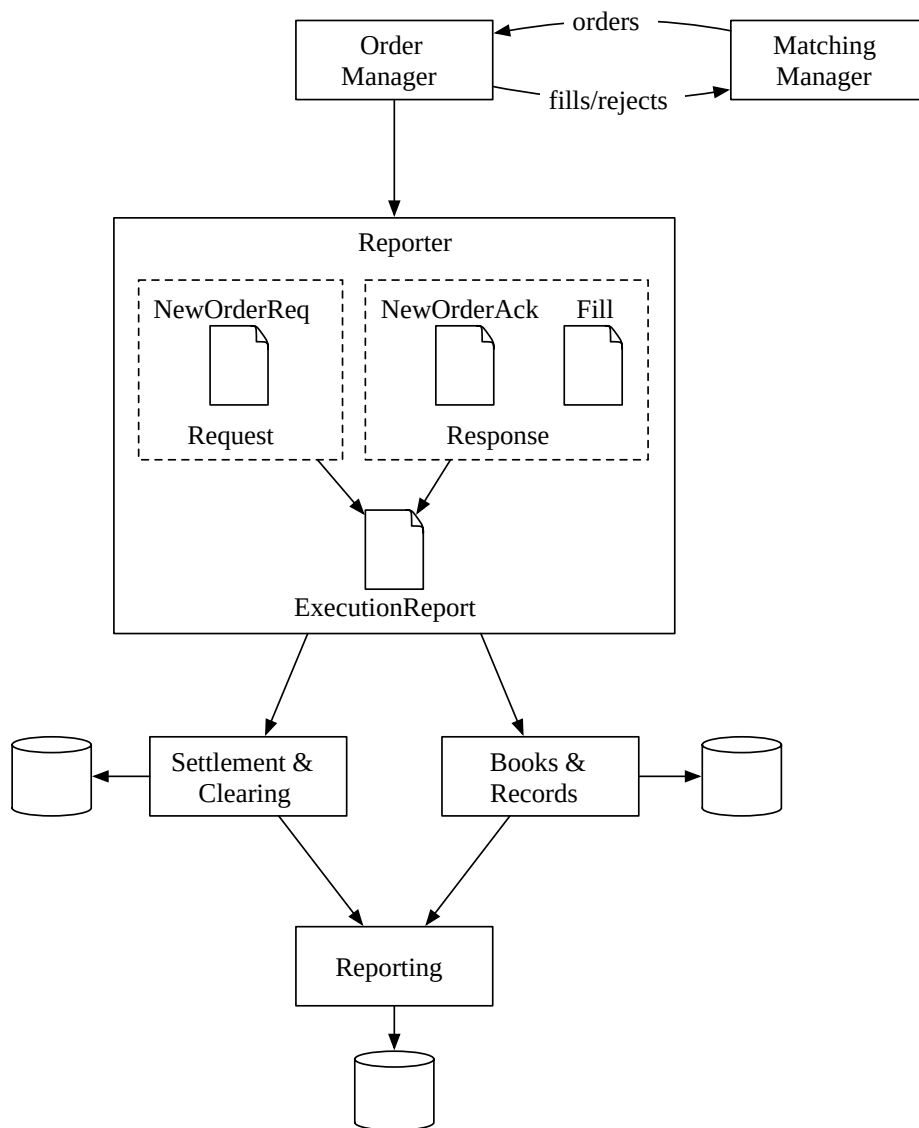 Order
Manager
orders
fills/rejects
Matching
Manager
Reporter
NewOrderReq
Request
NewOrderAck
Fill
Response
ExecutionReport
Settlement &
Clearing
Books &
Records
Reporting